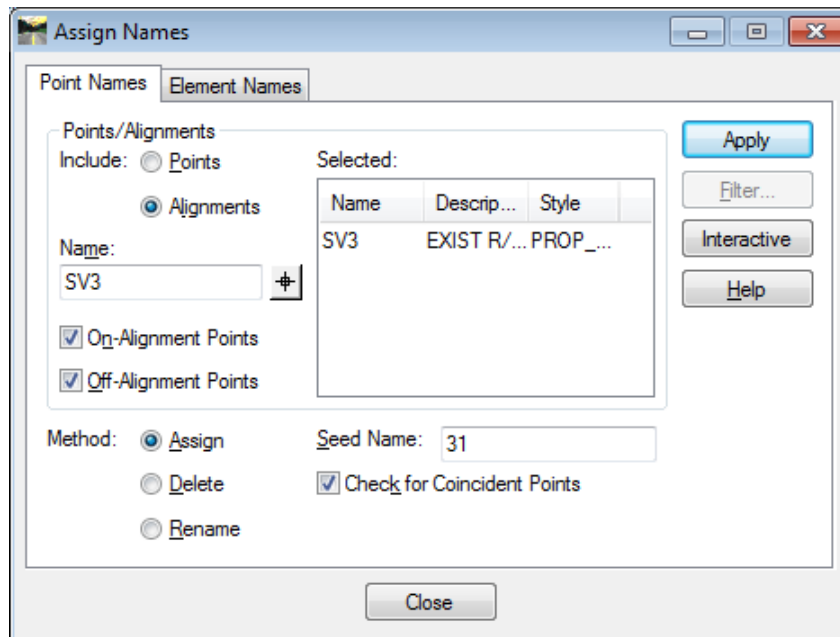 Assign Names
Point Names Element Names
Points/Alignments
Include: Points
Alignments
Name:
SV3
On-Alignment Points
Off-Alignment Points
Selected:
Name Descrip... Style
SV3 EXIST R/... PROP_...
Apply
Filter...
Interactive
Help
Method: Assign
Delete
Rename
Seed Name: 31
Check for Coincident Points
Close